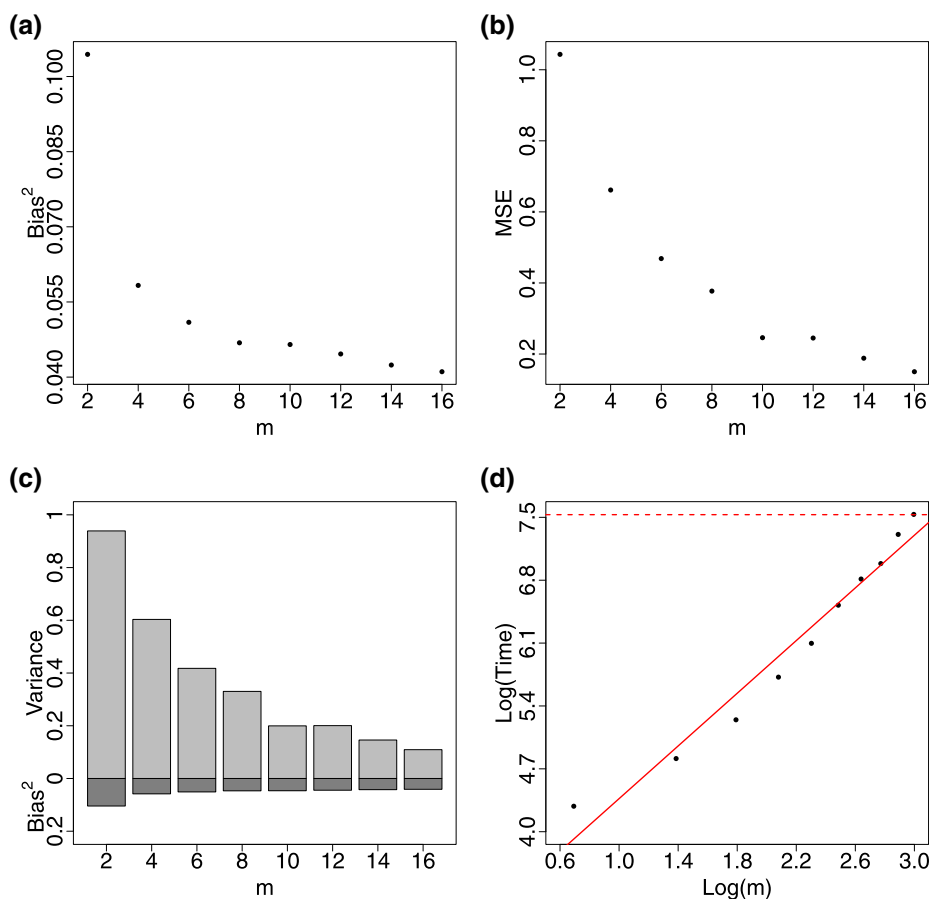 (a)
Bias²
0.100
0.085
0.070
0.055
0.040
2 4 6 8 10 12 14 16
m
(b)
MSE
1.0
0.8
0.6
0.4
0.2
2 4 6 8 10 12 14 16
m
(c)
Bias² Variance
1
0.8
0.6
0.4
0.2
0
0.2
2 4 6 8 10 12 14 16
m
(d)
Log(Time)
7.5
6.8
6.1
5.4
4.7
4.0
0.6 1.0 1.4 1.8 2.2 2.6 3.0
Log(m)